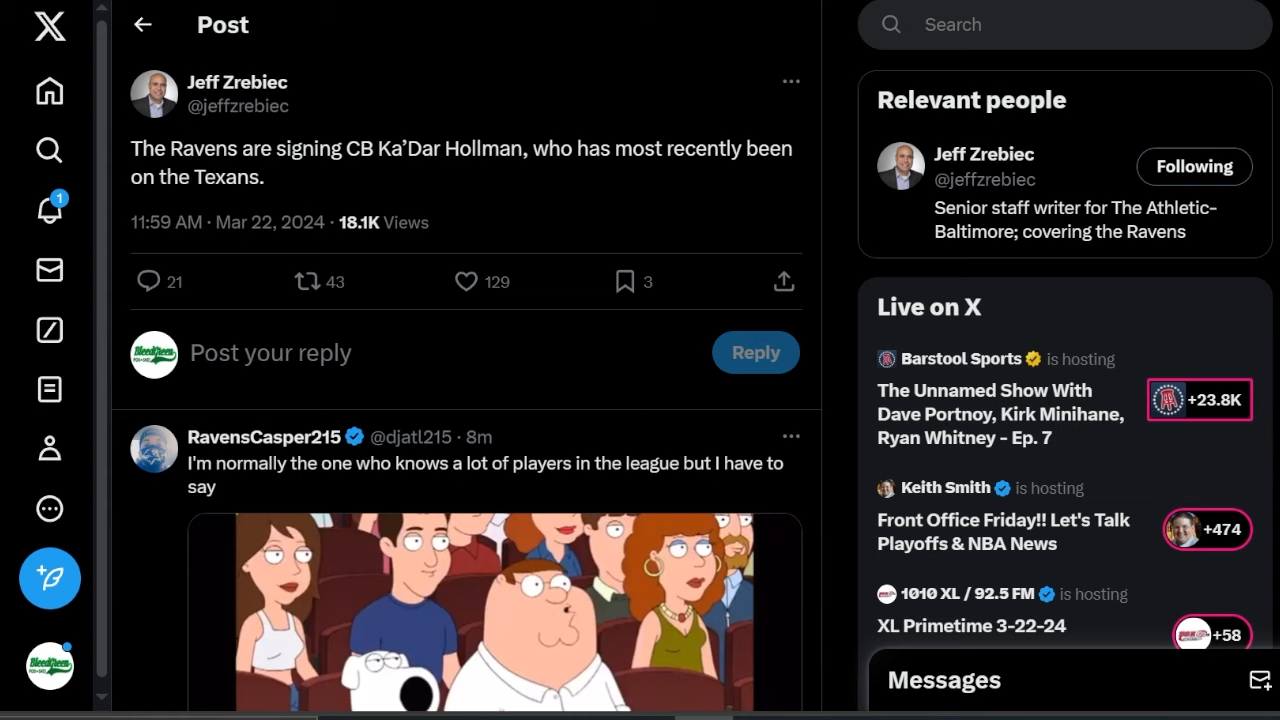 Post
Jeff Zrebiec
@jeffzrebiec
The Ravens are signing CB Ka’Dar Hollman, who has most recently been
on the Texans.
11:59 AM · Mar 22, 2024 · 18.1K Views
21
43
129
3
BleedGreen
Post your reply
Reply
RavensCasper215 @djatl215 · 8m
I'm normally the one who knows a lot of players in the league but I have to
say
1
BleedGreen
Search
Relevant people
Jeff Zrebiec
@jeffzrebiec
Following
Senior staff writer for The Athletic-
Baltimore; covering the Ravens
Live on X
Barstool Sports is hosting
The Unnamed Show With
Dave Portnoy, Kirk Minihane,
Ryan Whitney - Ep. 7
+23.8K
Keith Smith is hosting
Front Office Friday!! Let's Talk
Playoffs & NBA News
+474
1010 XL / 92.5 FM is hosting
XL Primetime 3-22-24
+58
Messages